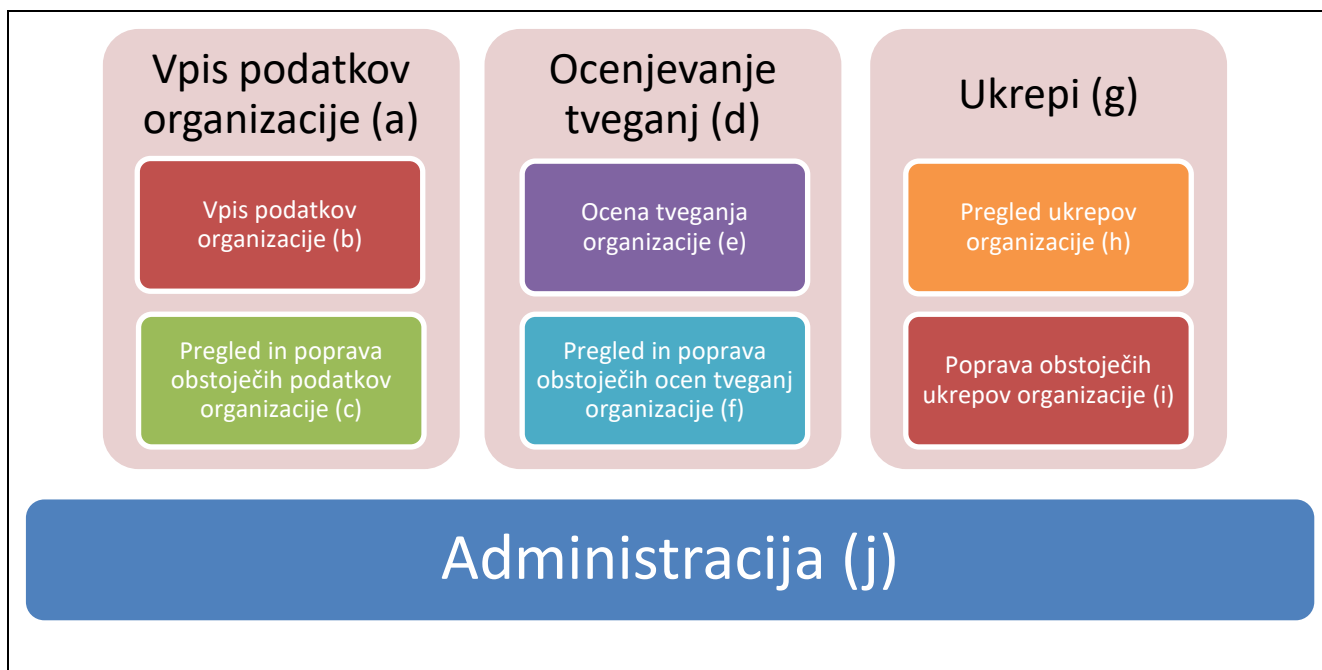 Vpis podatkov
organizacije (a)
Vpis podatkov
organizacije (b)
Pregled in poprava
obstoječih podatkov
organizacije (c)
Ocenjevanje
tveganj (d)
Ocena tveganja
organizacije (e)
Pregled in poprava
obstoječih ocen tveganj
organizacije (f)
Ukrepi (g)
Pregled ukrepov
organizacije (h)
Poprava obstoječih
ukrepov organizacije (i)
Administracija (j)